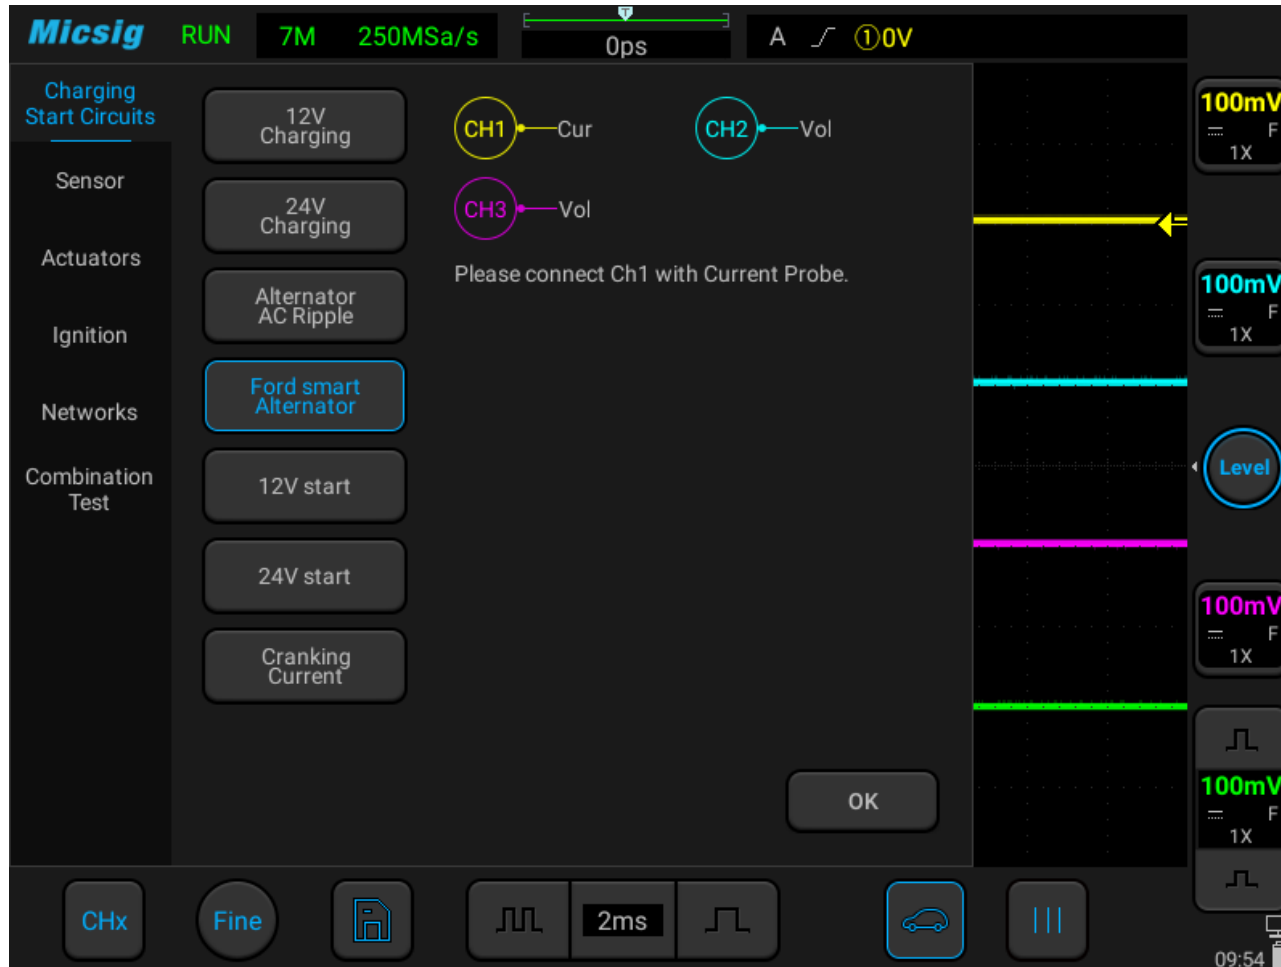 Micsig RUN 7M 250MSa/s T 0ps A ①0V
Charging
Start Circuits
Sensor
Actuators
Ignition
Networks
Combination
Test
12V
Charging
24V
Charging
Alternator
AC Ripple
Ford smart
Alternator
12V start
24V start
Cranking
Current
CH1 Cur CH2 Vol
CH3 Vol
Please connect Ch1 with Current Probe.
OK
100mV
F
1X
100mV
F
1X
Level
100mV
F
1X
100mV
F
1X
CHx Fine 2ms
09:54